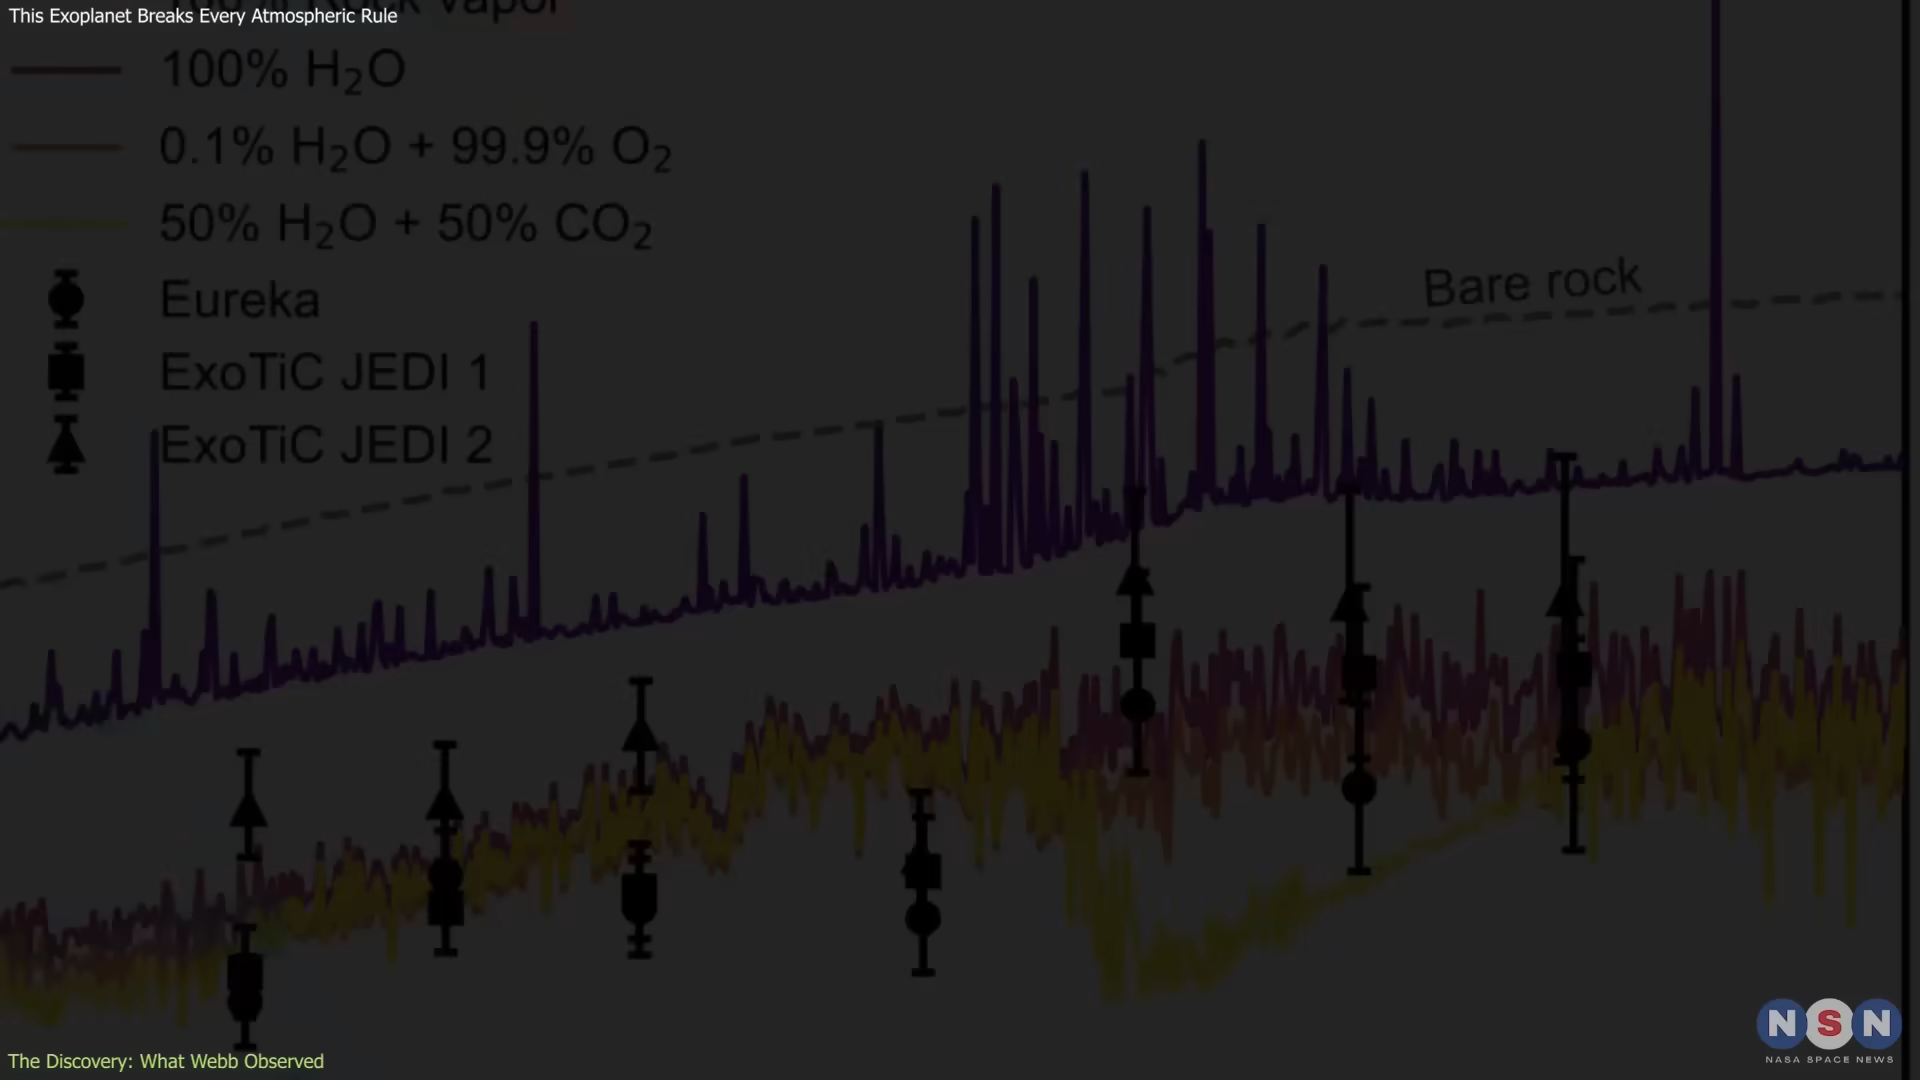 This Exoplanet Breaks Every Atmospheric Rule
100% H₂O
0.1% H₂O + 99.9% O₂
50% H₂O + 50% CO₂
Eureka
ExoTiC JEDI 1
ExoTiC JEDI 2
Bare rock
The Discovery: What Webb Observed
NSN
NASA SPACE NEWS